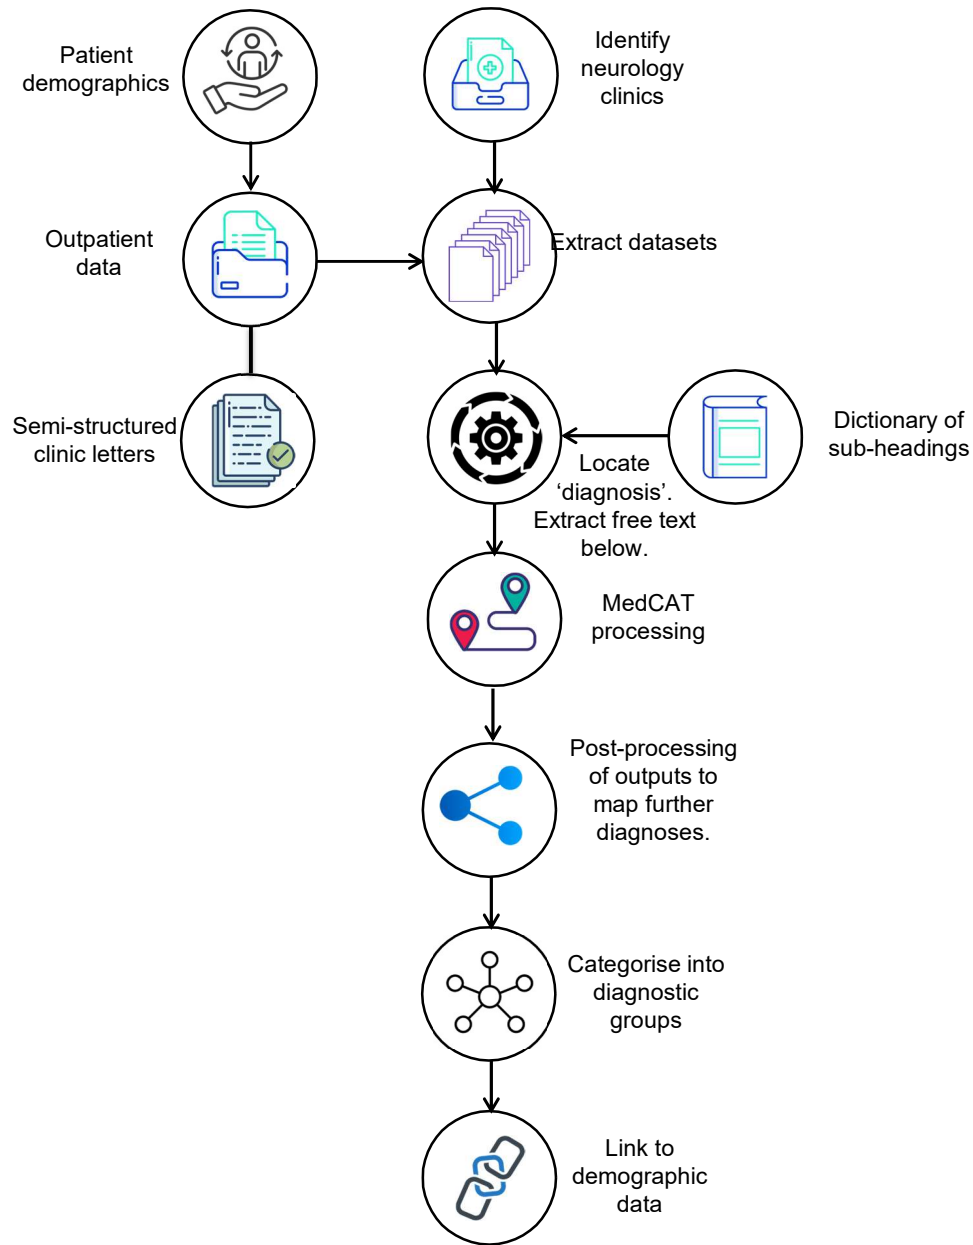 Patient
demographics
Identify
neurology
clinics
Outpatient
data
Extract datasets
Semi-structured
clinic letters
Locate
‘diagnosis’.
Extract free text
below.
Dictionary of
sub-headings
MedCAT
processing
Post-processing
of outputs to
map further
diagnoses.
Categorise into
diagnostic
groups
Link to
demographic
data